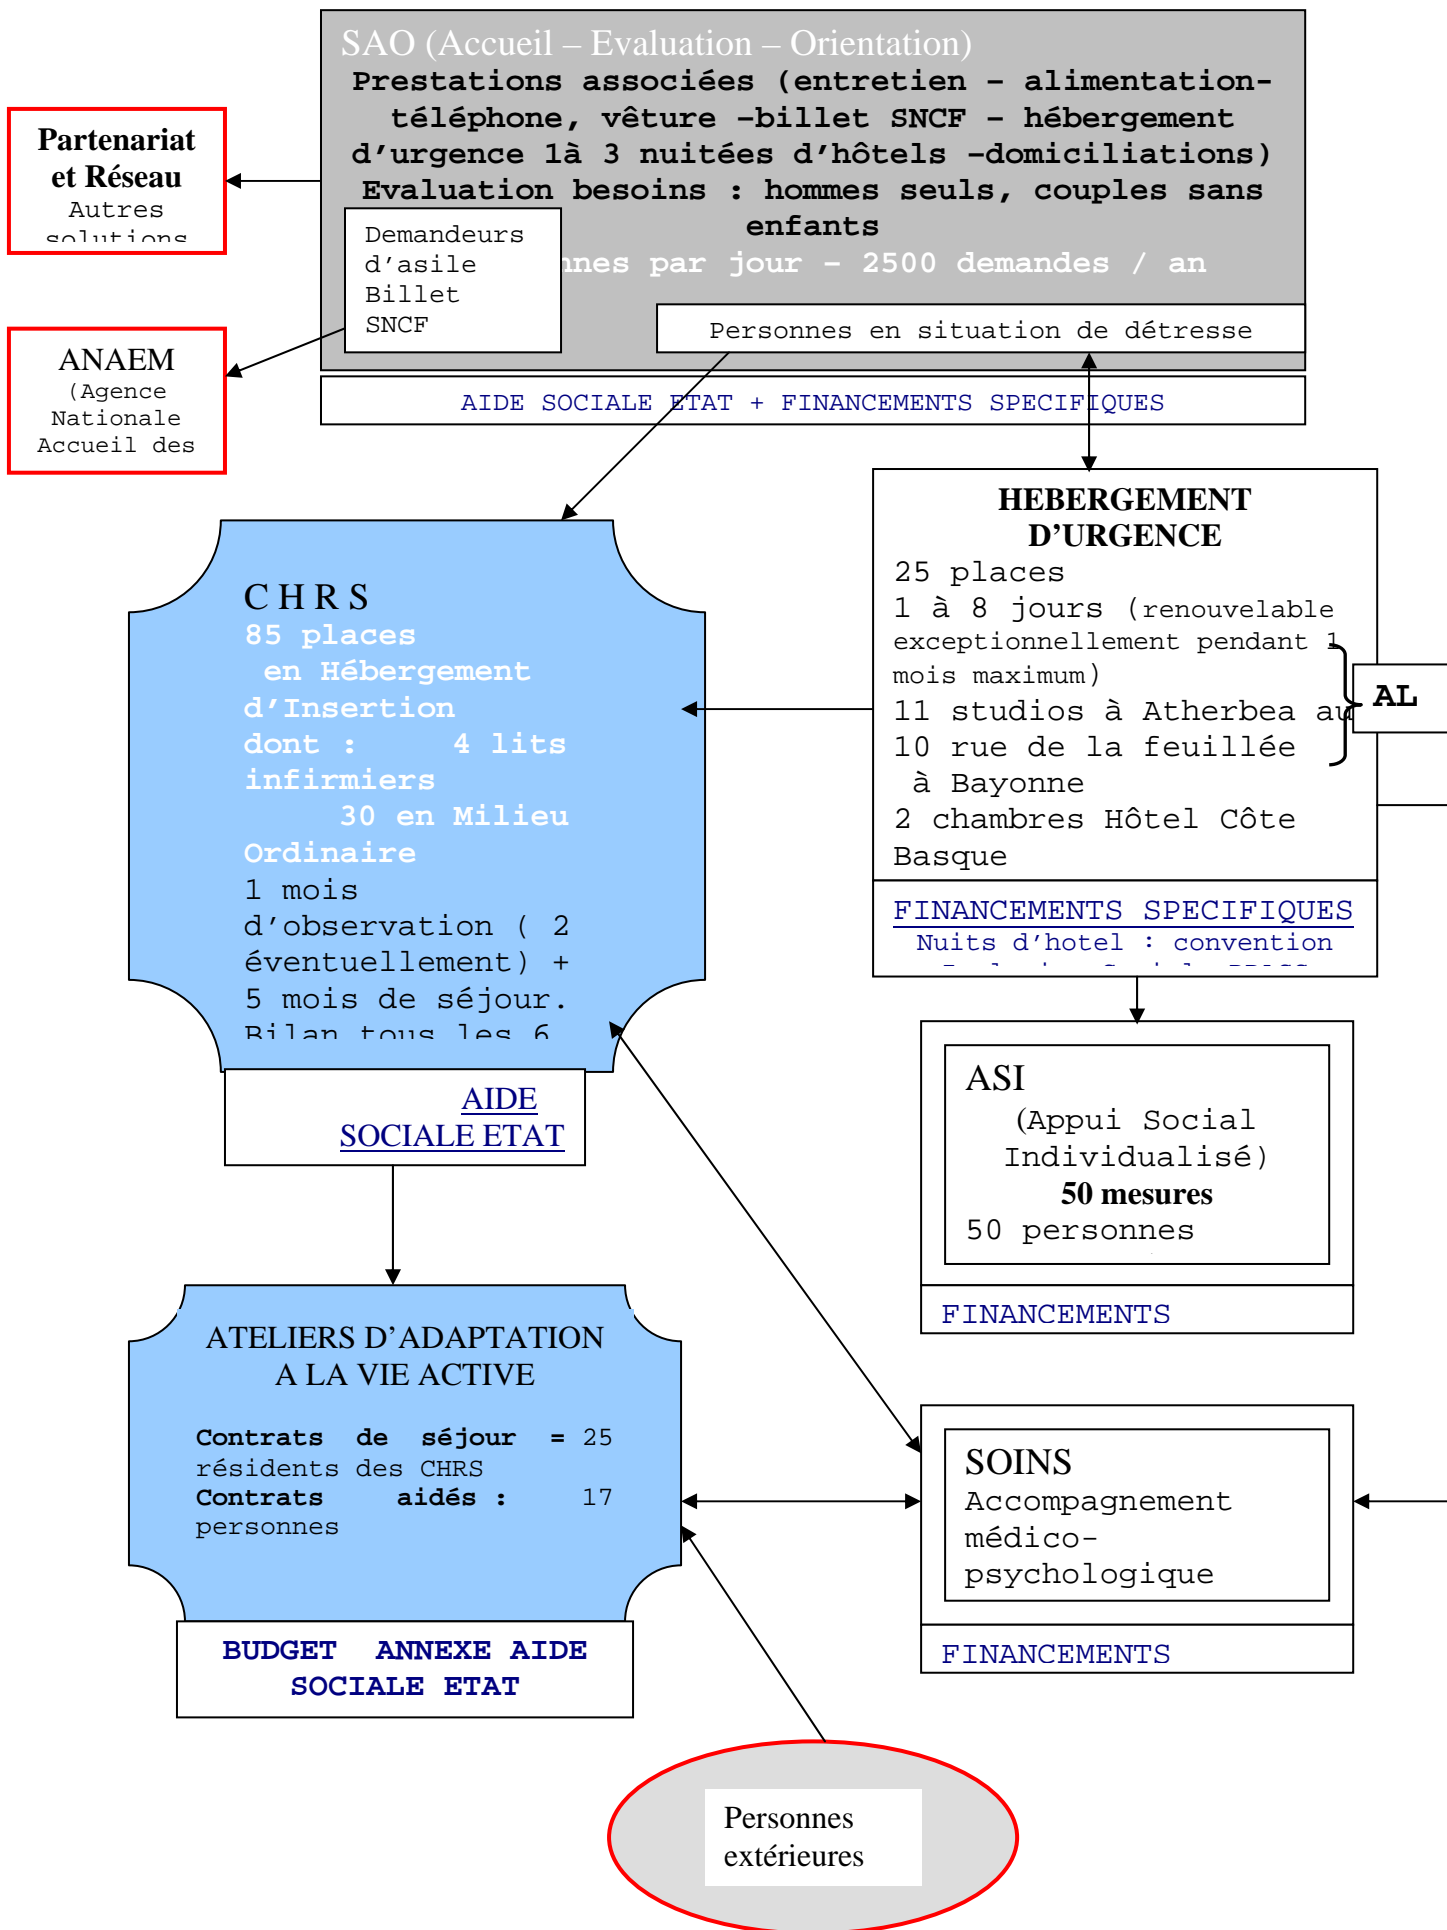 SAO (Accueil – Evaluation – Orientation)
Prestations associées (entretien – alimentation-
téléphone, vêture –billet SNCF – hébergement
d’urgence 1à 3 nuitées d’hôtels –domiciliations)
Evaluation besoins : hommes seuls, couples sans
enfants
par jour – 2500 demandes / an
Partenariat
et Réseau
Autres
solutions
Demandeurs
d’asile
Billet
SNCF
Personnes en situation de détresse
ANAEM
(Agence
Nationale
Accueil des
AIDE SOCIALE ETAT + FINANCEMENTS SPECIFIQUES
HEBERGEMENT
D’URGENCE
25 places
1 à 8 jours (renouvelable
exceptionnellement pendant 1
mois maximum)
11 studios à Atherbea au
10 rue de la feuillée
à Bayonne
2 chambres Hôtel Côte
Basque
AL
FINANCEMENTS SPECIFIQUES
Nuits d’hotel : convention
C H R S
85 places
en Hébergement
d’Insertion
dont : 4 lits
infirmiers
30 en Milieu
Ordinaire
1 mois
d’observation ( 2
éventuellement) +
5 mois de séjour.
Bilan tous les 6
AIDE
SOCIALE ETAT
ASI
(Appui Social
Individualisé)
50 mesures
50 personnes
FINANCEMENTS
ATELIERS D’ADAPTATION
A LA VIE ACTIVE
Contrats de séjour = 25
résidents des CHRS
Contrats aidés : 17
personnes
BUDGET ANNEXE AIDE
SOCIALE ETAT
SOINS
Accompagnement
médico-
psychologique
FINANCEMENTS
Personnes
extérieures